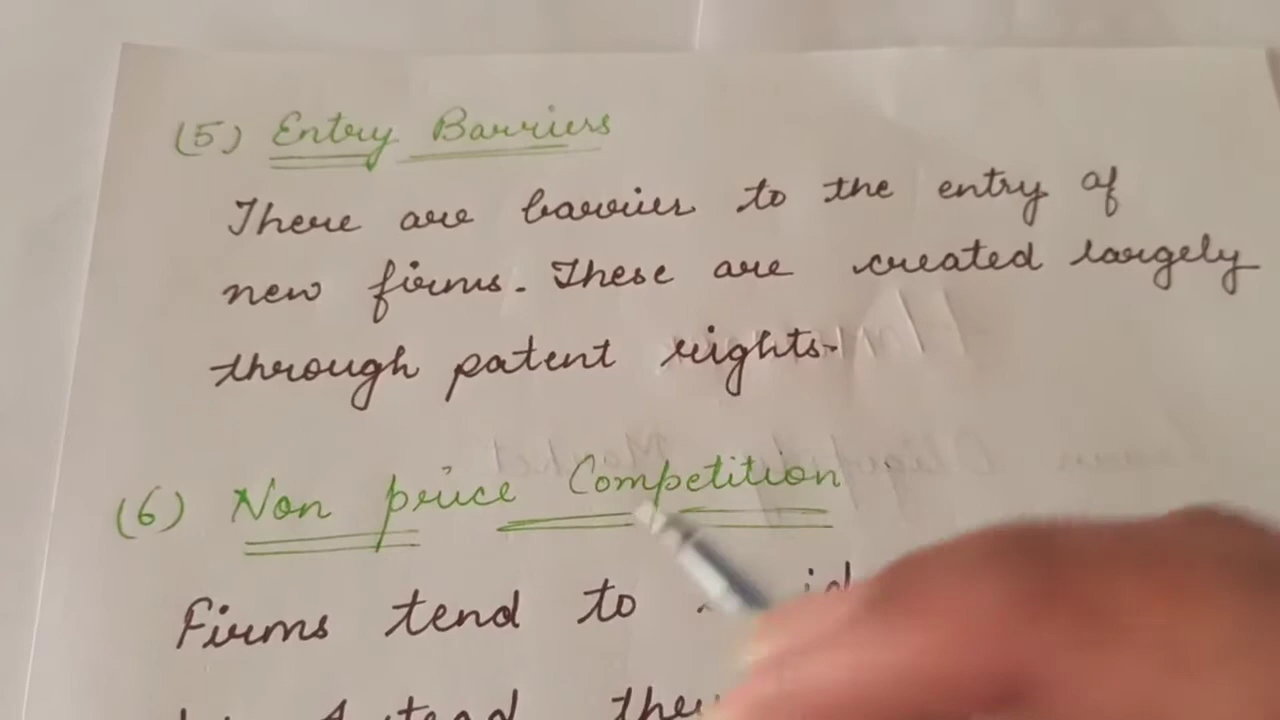 (5) Entry Barriers
There are barrier to the entry of
new firms. These are created largely
through patent rights.
(6) Non price Competition
Firms tend to